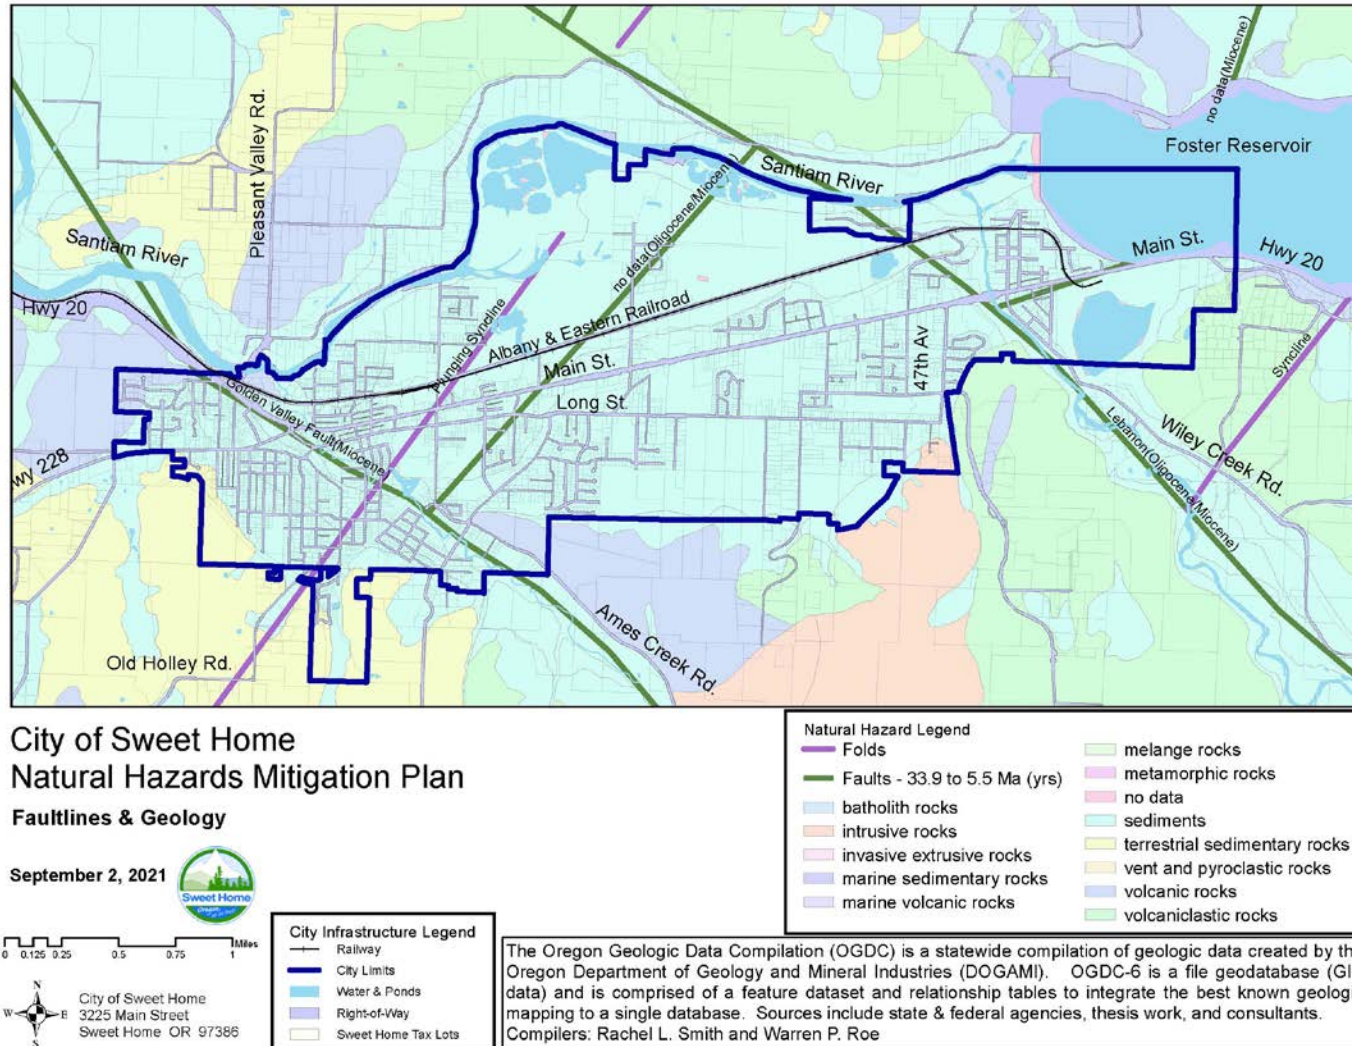 no data(Miocene)
Foster Reservoir
Pleasant Valley Rd.
Santiam River
no data(Oligocene/Miocene)
Santiam River
Main St.
Hwy 20
Hwy 20
Albany & Eastern Railroad
Plunging Syncline
47th Av
Syncline
Main St.
Golden Valley Fault(Miocene)
Long St.
Lebanon(Oligocene/Miocene)
Wiley Creek Rd.
wy 228
Ames Creek Rd.
Old Holley Rd.
City of Sweet Home
Natural Hazards Mitigation Plan
Faultlines & Geology
September 2, 2021
Sweet Home
0 0.125 0.25 0.5 0.75 1 Miles
N
W E
S
City of Sweet Home
3225 Main Street
Sweet Home OR 97386
City Infrastructure Legend
Railway
City Limits
Water & Ponds
Right-of-Way
Sweet Home Tax Lots
Natural Hazard Legend
Folds
Faults - 33.9 to 5.5 Ma (yrs)
batholith rocks
intrusive rocks
invasive extrusive rocks
marine sedimentary rocks
marine volcanic rocks
melange rocks
metamorphic rocks
no data
sediments
terrestrial sedimentary rocks
vent and pyroclastic rocks
volcanic rocks
volcaniclastic rocks
The Oregon Geologic Data Compilation (OGDC) is a statewide compilation of geologic data created by th
Oregon Department of Geology and Mineral Industries (DOGAMI). OGDC-6 is a file geodatabase (GI
data) and is comprised of a feature dataset and relationship tables to integrate the best known geologi
mapping to a single database. Sources include state & federal agencies, thesis work, and consultants.
Compilers: Rachel L. Smith and Warren P. Roe